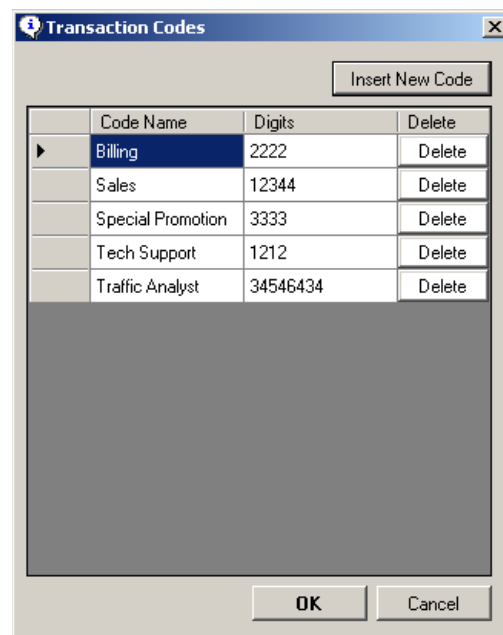 Transaction Codes
Insert New Code
Code Name Digits Delete
Billing 2222 Delete
Sales 12344 Delete
Special Promotion 3333 Delete
Tech Support 1212 Delete
Traffic Analyst 34546434 Delete
OK Cancel